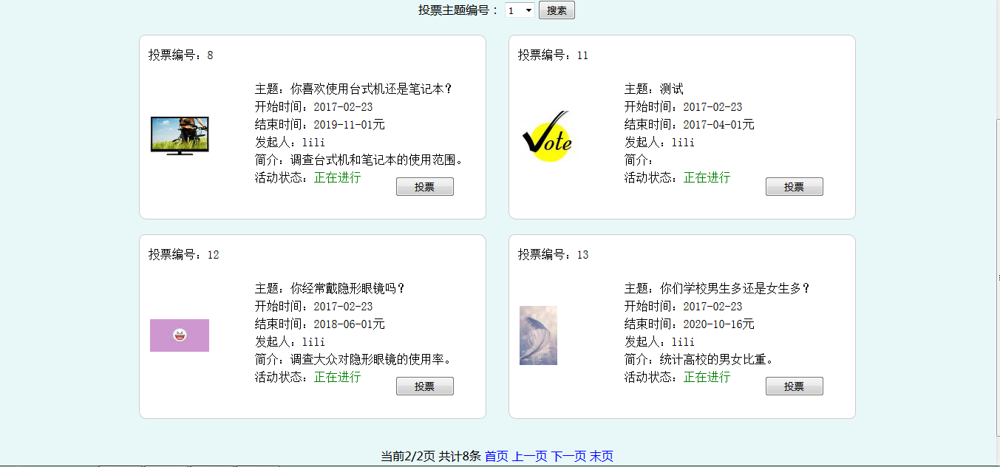 投票主题编号： 1 搜索
投票编号：8
主题：你喜欢使用台式机还是笔记本？
开始时间：2017-02-23
结束时间：2019-11-01元
发起人：lili
简介：调查台式机和笔记本的使用范围。
活动状态：正在进行
投票
投票编号：11
Vote
主题：测试
开始时间：2017-02-23
结束时间：2017-04-01元
发起人：lili
简介：
活动状态：正在进行
投票
投票编号：12
主题：你经常戴隐形眼镜吗？
开始时间：2017-02-23
结束时间：2018-06-01元
发起人：lili
简介：调查大众对隐形眼镜的使用率。
活动状态：正在进行
投票
投票编号：13
主题：你们学校男生多还是女生多？
开始时间：2017-02-23
结束时间：2020-10-16元
发起人：lili
简介：统计高校的男女比重。
活动状态：正在进行
投票
当前2/2页 共计8条 首页 上一页 下一页 末页